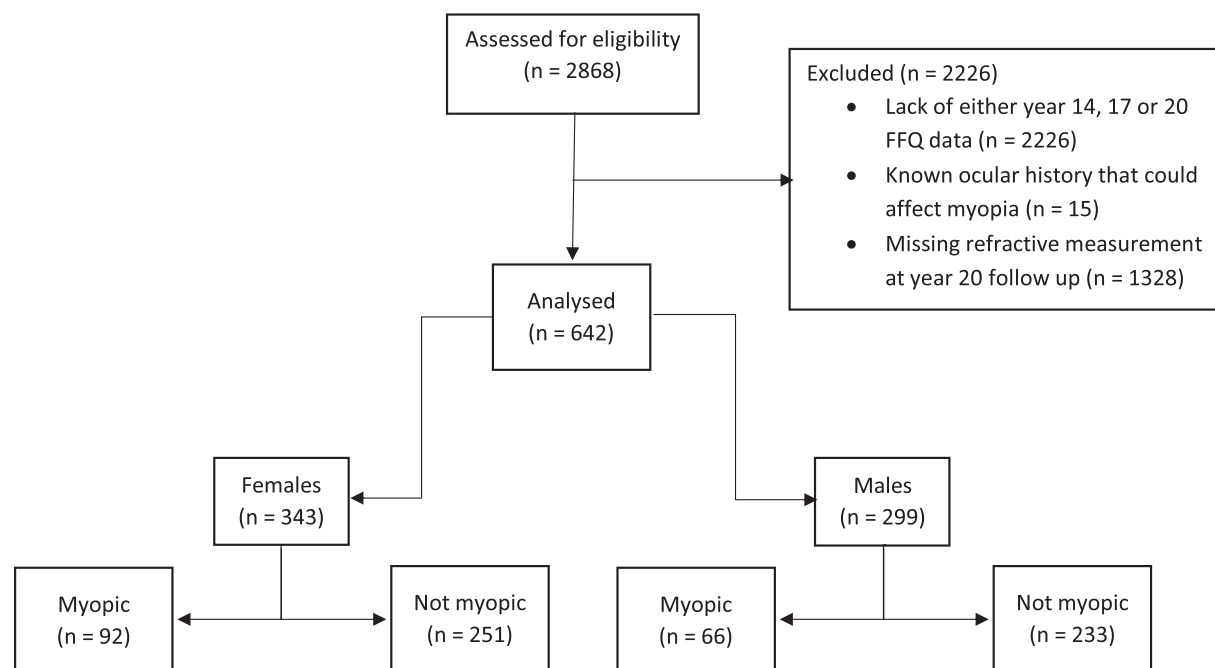 Assessed for eligibility
(n = 2868)
Excluded (n = 2226)
• Lack of either year 14, 17 or 20
FFQ data (n = 2226)
• Known ocular history that could
affect myopia (n = 15)
• Missing refractive measurement
at year 20 follow up (n = 1328)
Analysed
(n = 642)
Females
(n = 343)
Males
(n = 299)
Myopic
(n = 92)
Not myopic
(n = 251)
Myopic
(n = 66)
Not myopic
(n = 233)